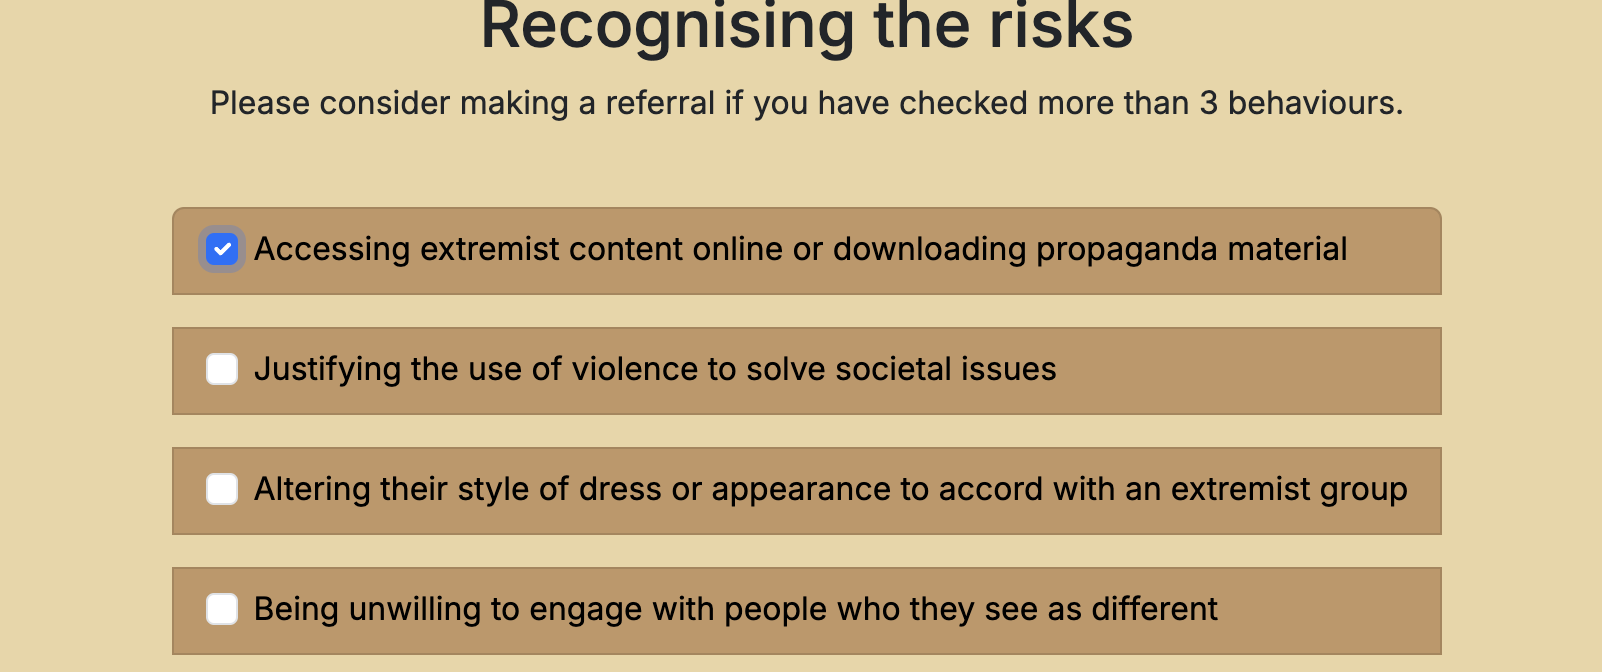 Recognising the risks
Please consider making a referral if you have checked more than 3 behaviours.
Accessing extremist content online or downloading propaganda material
Justifying the use of violence to solve societal issues
Altering their style of dress or appearance to accord with an extremist group
Being unwilling to engage with people who they see as different